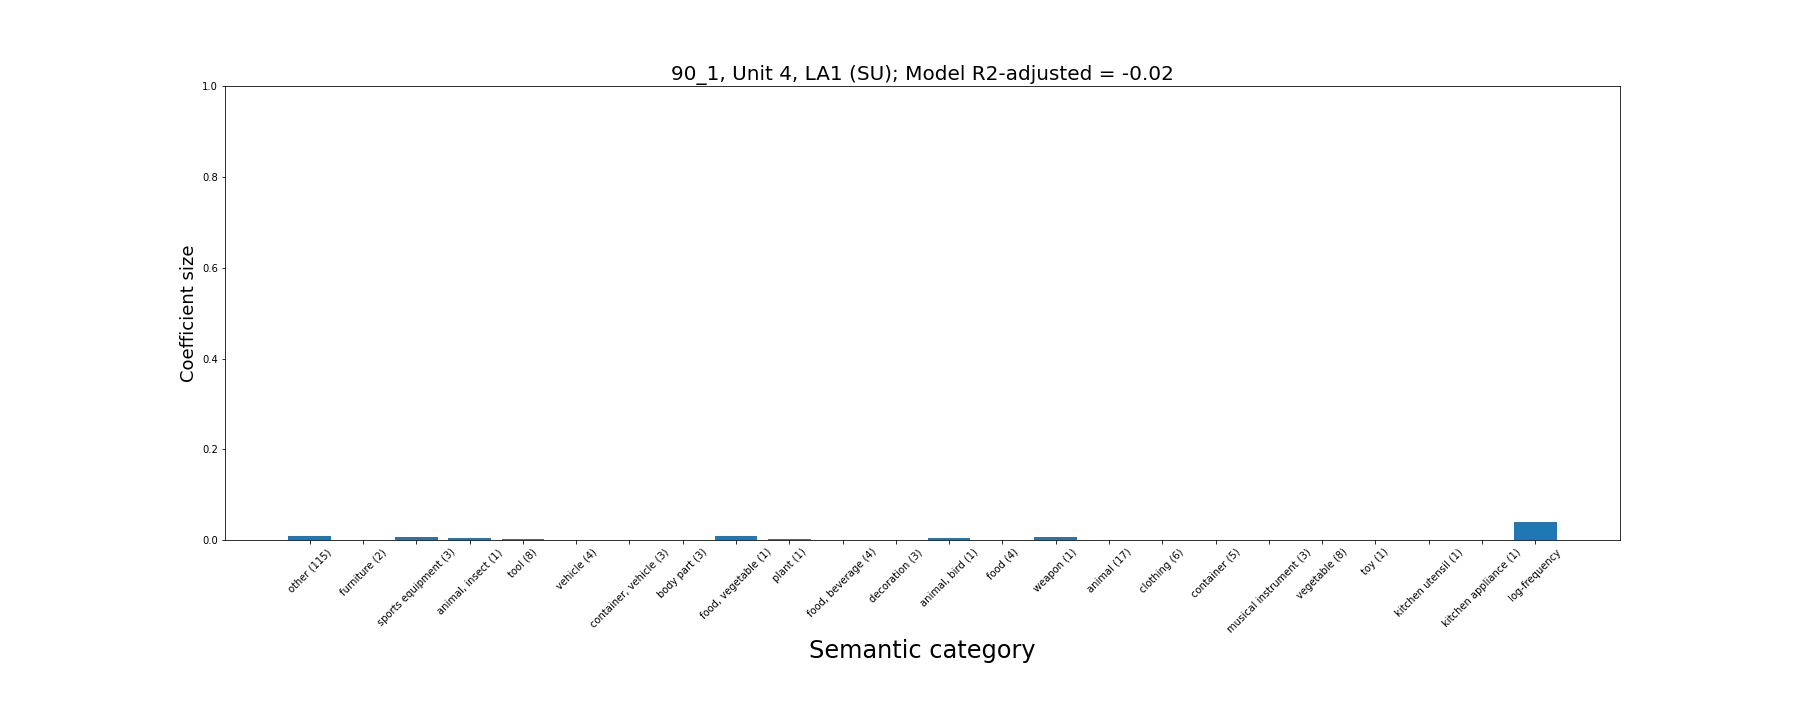 90_1, Unit 4, LA1 (SU); Model R2-adjusted = -0.02
Coefficient size
1.0
0.8
0.6
0.4
0.2
0.0
other (115)
furniture (2)
sports equipment (3)
animal, insect (1)
tool (8)
vehicle (4)
container, vehicle (3)
body part (3)
food, vegetable (1)
plant (1)
food, beverage (4)
decoration (3)
animal, bird (1)
food (4)
weapon (1)
animal (17)
clothing (6)
container (5)
musical instrument (3)
vegetable (8)
toy (1)
kitchen utensil (1)
kitchen appliance (1)
log-frequency
Semantic category